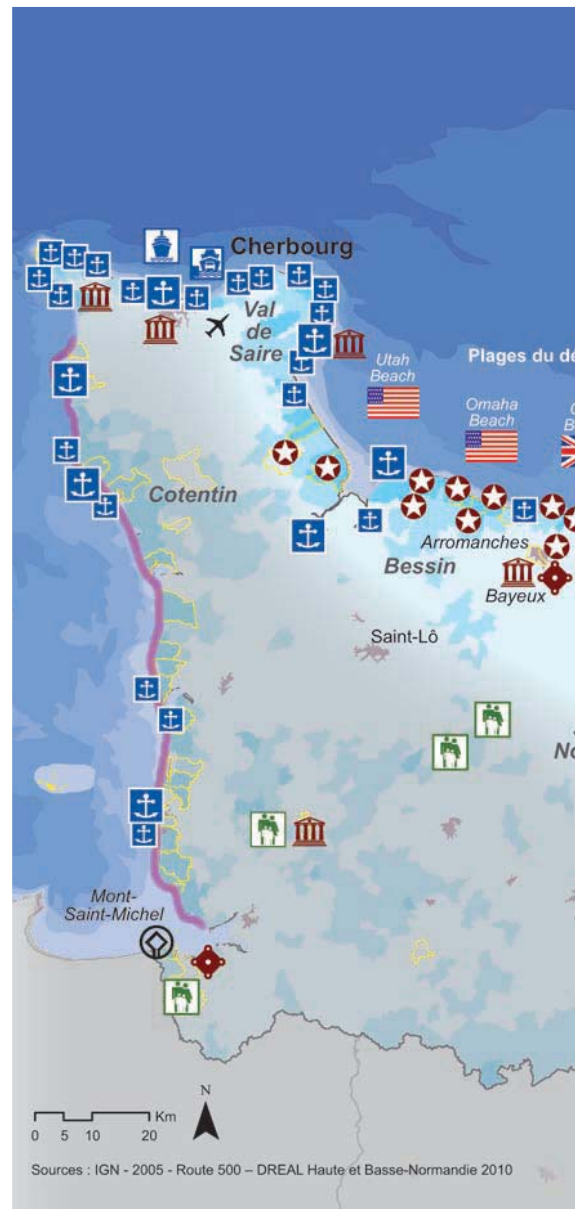 Cherbourg
Val
de
Saire
Utah
Beach
Plages du dé
Omaha
Beach
Cotentin
Arromanches
Bessin
Bayeux
Saint-Lô
Mont-
Saint-Michel
N
Km
0 5 10 20
Sources : IGN - 2005 - Route 500 – DREAL Haute et Basse-Normandie 2010